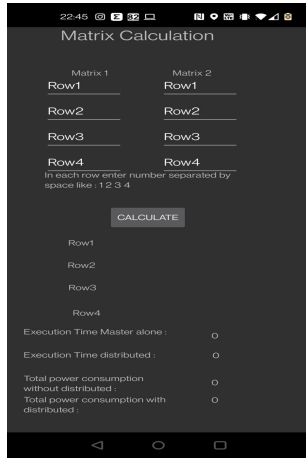 22:45
Matrix Calculation
Matrix 1 Matrix 2
Row1 Row1
Row2 Row2
Row3 Row3
Row4 Row4
In each row enter number separated by
space like : 1 2 3 4
CALCULATE
Row1
Row2
Row3
Row4
Execution Time Master alone : 0
Execution Time distributed : 0
Total power consumption
without distributed : 0
Total power consumption with 0
distributed :